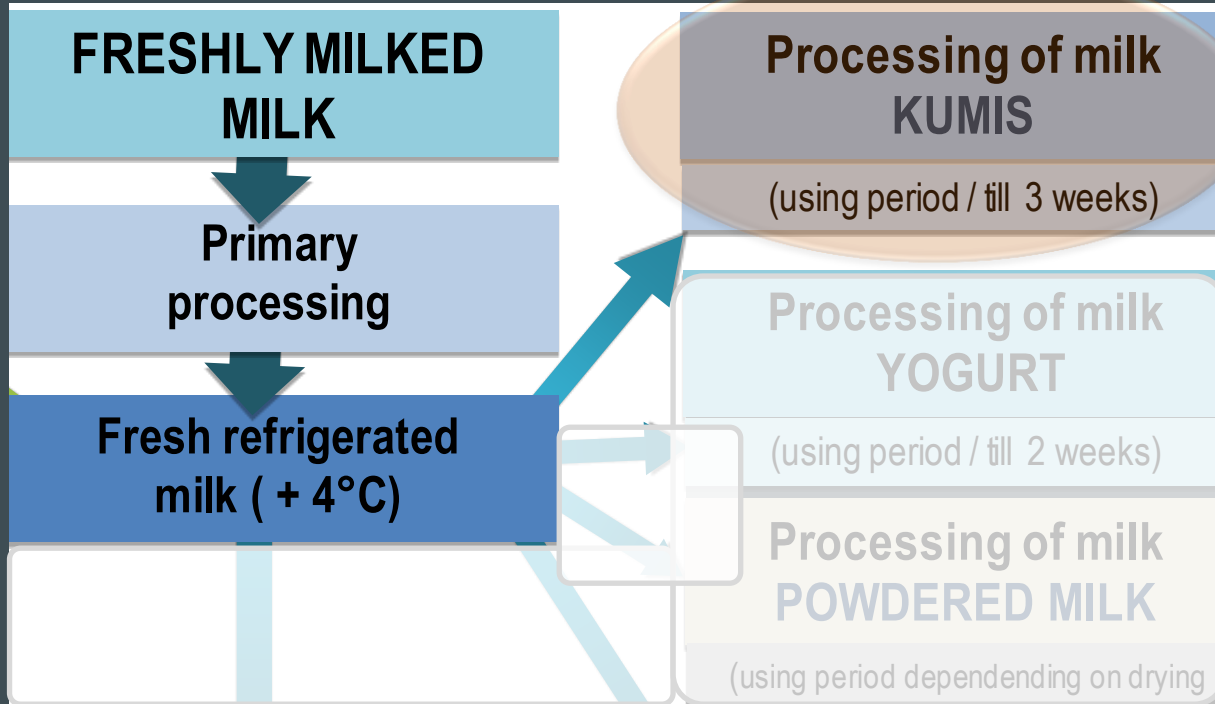 FRESHLY MILKED
MILK
Primary
processing
Fresh refrigerated
milk ( + 4°C)
Processing of milk
KUMIS
(using period / till 3 weeks)
Processing of milk
YOGURT
(using period / till 2 weeks)
Processing of milk
POWDERED MILK
(using period dependending on drying